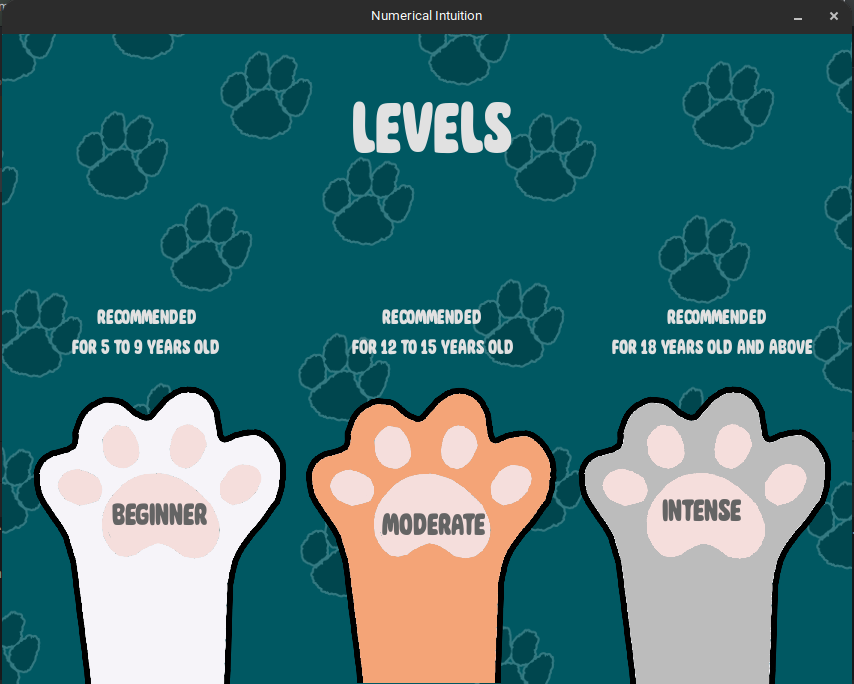 Numerical Intuition
LEVELS
RECOMMENDED
FOR 5 TO 9 YEARS OLD
RECOMMENDED
FOR 12 TO 15 YEARS OLD
RECOMMENDED
FOR 18 YEARS OLD AND ABOVE
BEGINNER
MODERATE
INTENSE